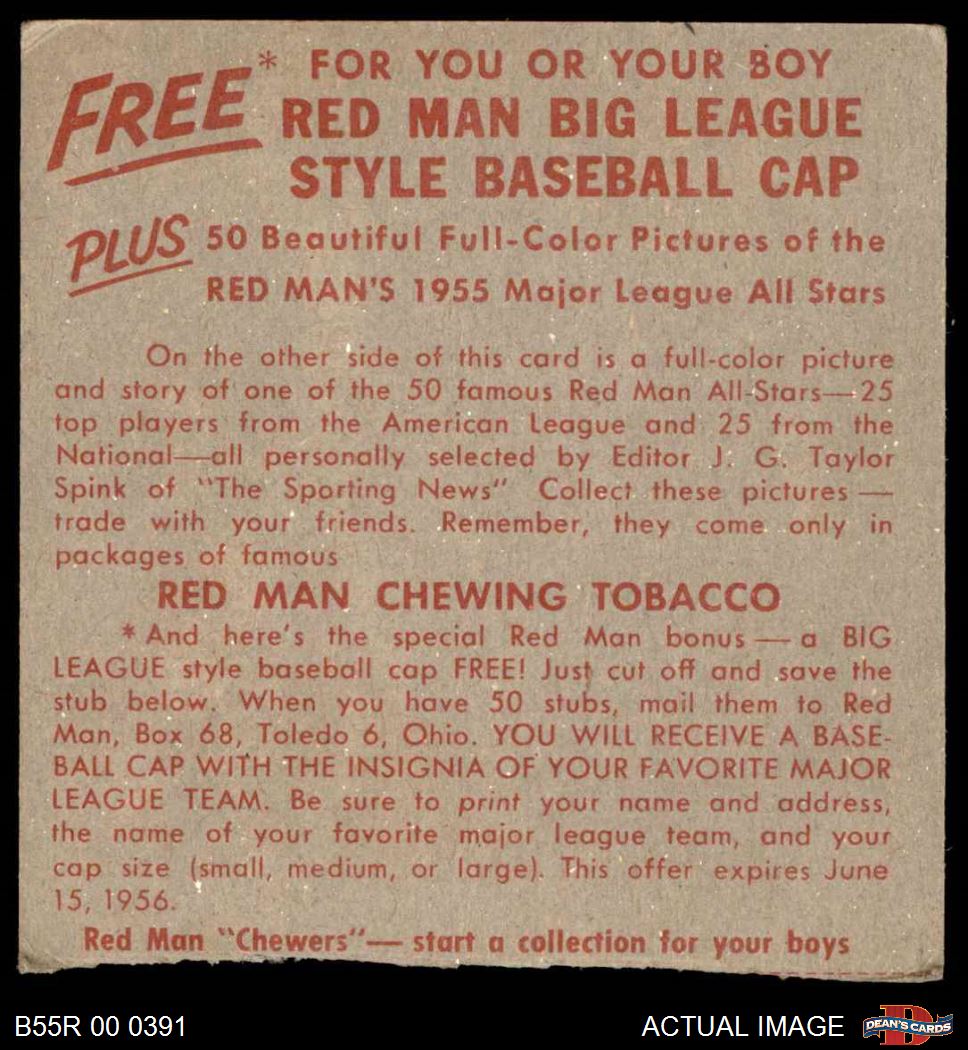 FREE* FOR YOU OR YOUR BOY
RED MAN BIG LEAGUE
STYLE BASEBALL CAP
PLUS 50 Beautiful Full-Color Pictures of the
RED MAN'S 1955 Major League All Stars
On the other side of this card is a full-color picture
and story of one of the 50 famous Red Man All-Stars—25
top players from the American League and 25 from the
National—all personally selected by Editor J. G. Taylor
Spink of "The Sporting News" Collect these pictures —
trade with your friends. Remember, they come only in
packages of famous
RED MAN CHEWING TOBACCO
* And here's the special Red Man bonus — a BIG
LEAGUE style baseball cap FREE! Just cut off and save the
stub below. When you have 50 stubs, mail them to Red
Man, Box 68, Toledo 6, Ohio. YOU WILL RECEIVE A BASE-
BALL CAP WITH THE INSIGNIA OF YOUR FAVORITE MAJOR
LEAGUE TEAM. Be sure to print your name and address,
the name of your favorite major league team, and your
cap size (small, medium, or large). This offer expires June
15, 1956.
Red Man "Chewers"— start a collection for your boys
B55R 00 0391 ACTUAL IMAGE D DEAN'S CARDS